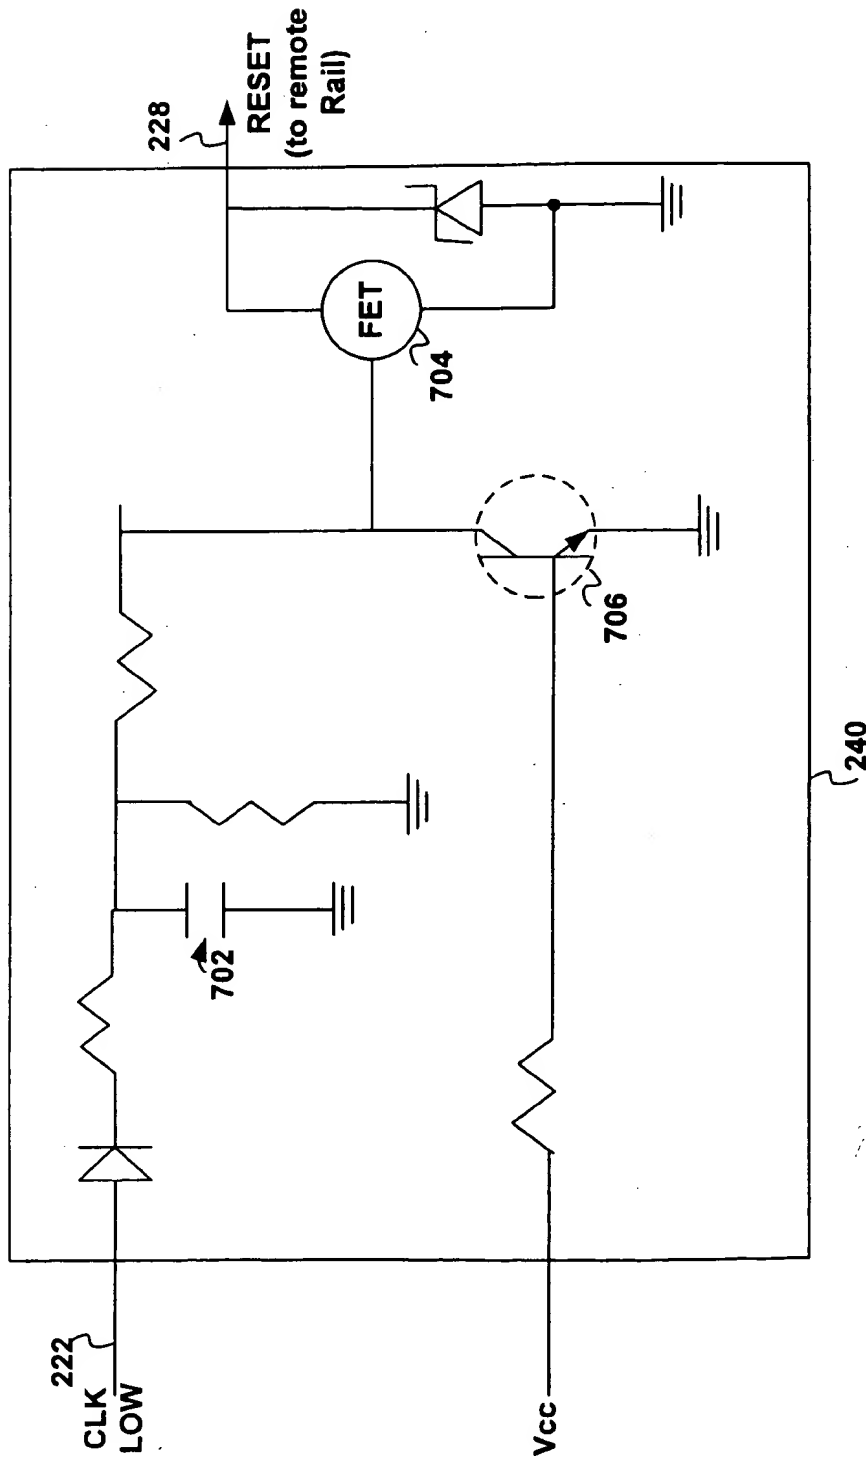 CLK
LOW
222
702
Vcc
706
FET
704
228
RESET
(to remote
Rail)
240